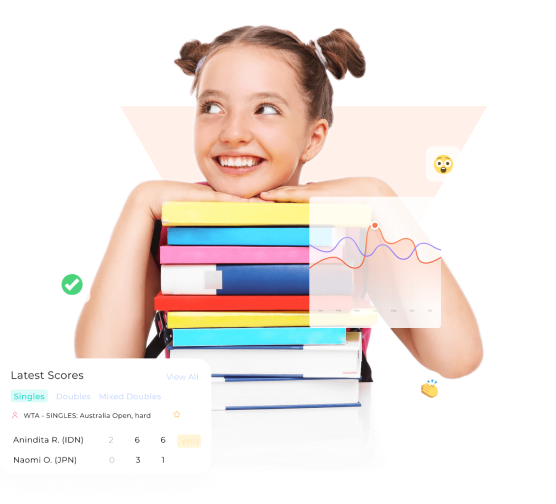 Latest Scores
View All
Singles Doubles Mixed Doubles
WTA - SINGLES: Australia Open, hard
Anindita R. (IDN) 2 6 6
Naomi O. (JPN) 0 3 1